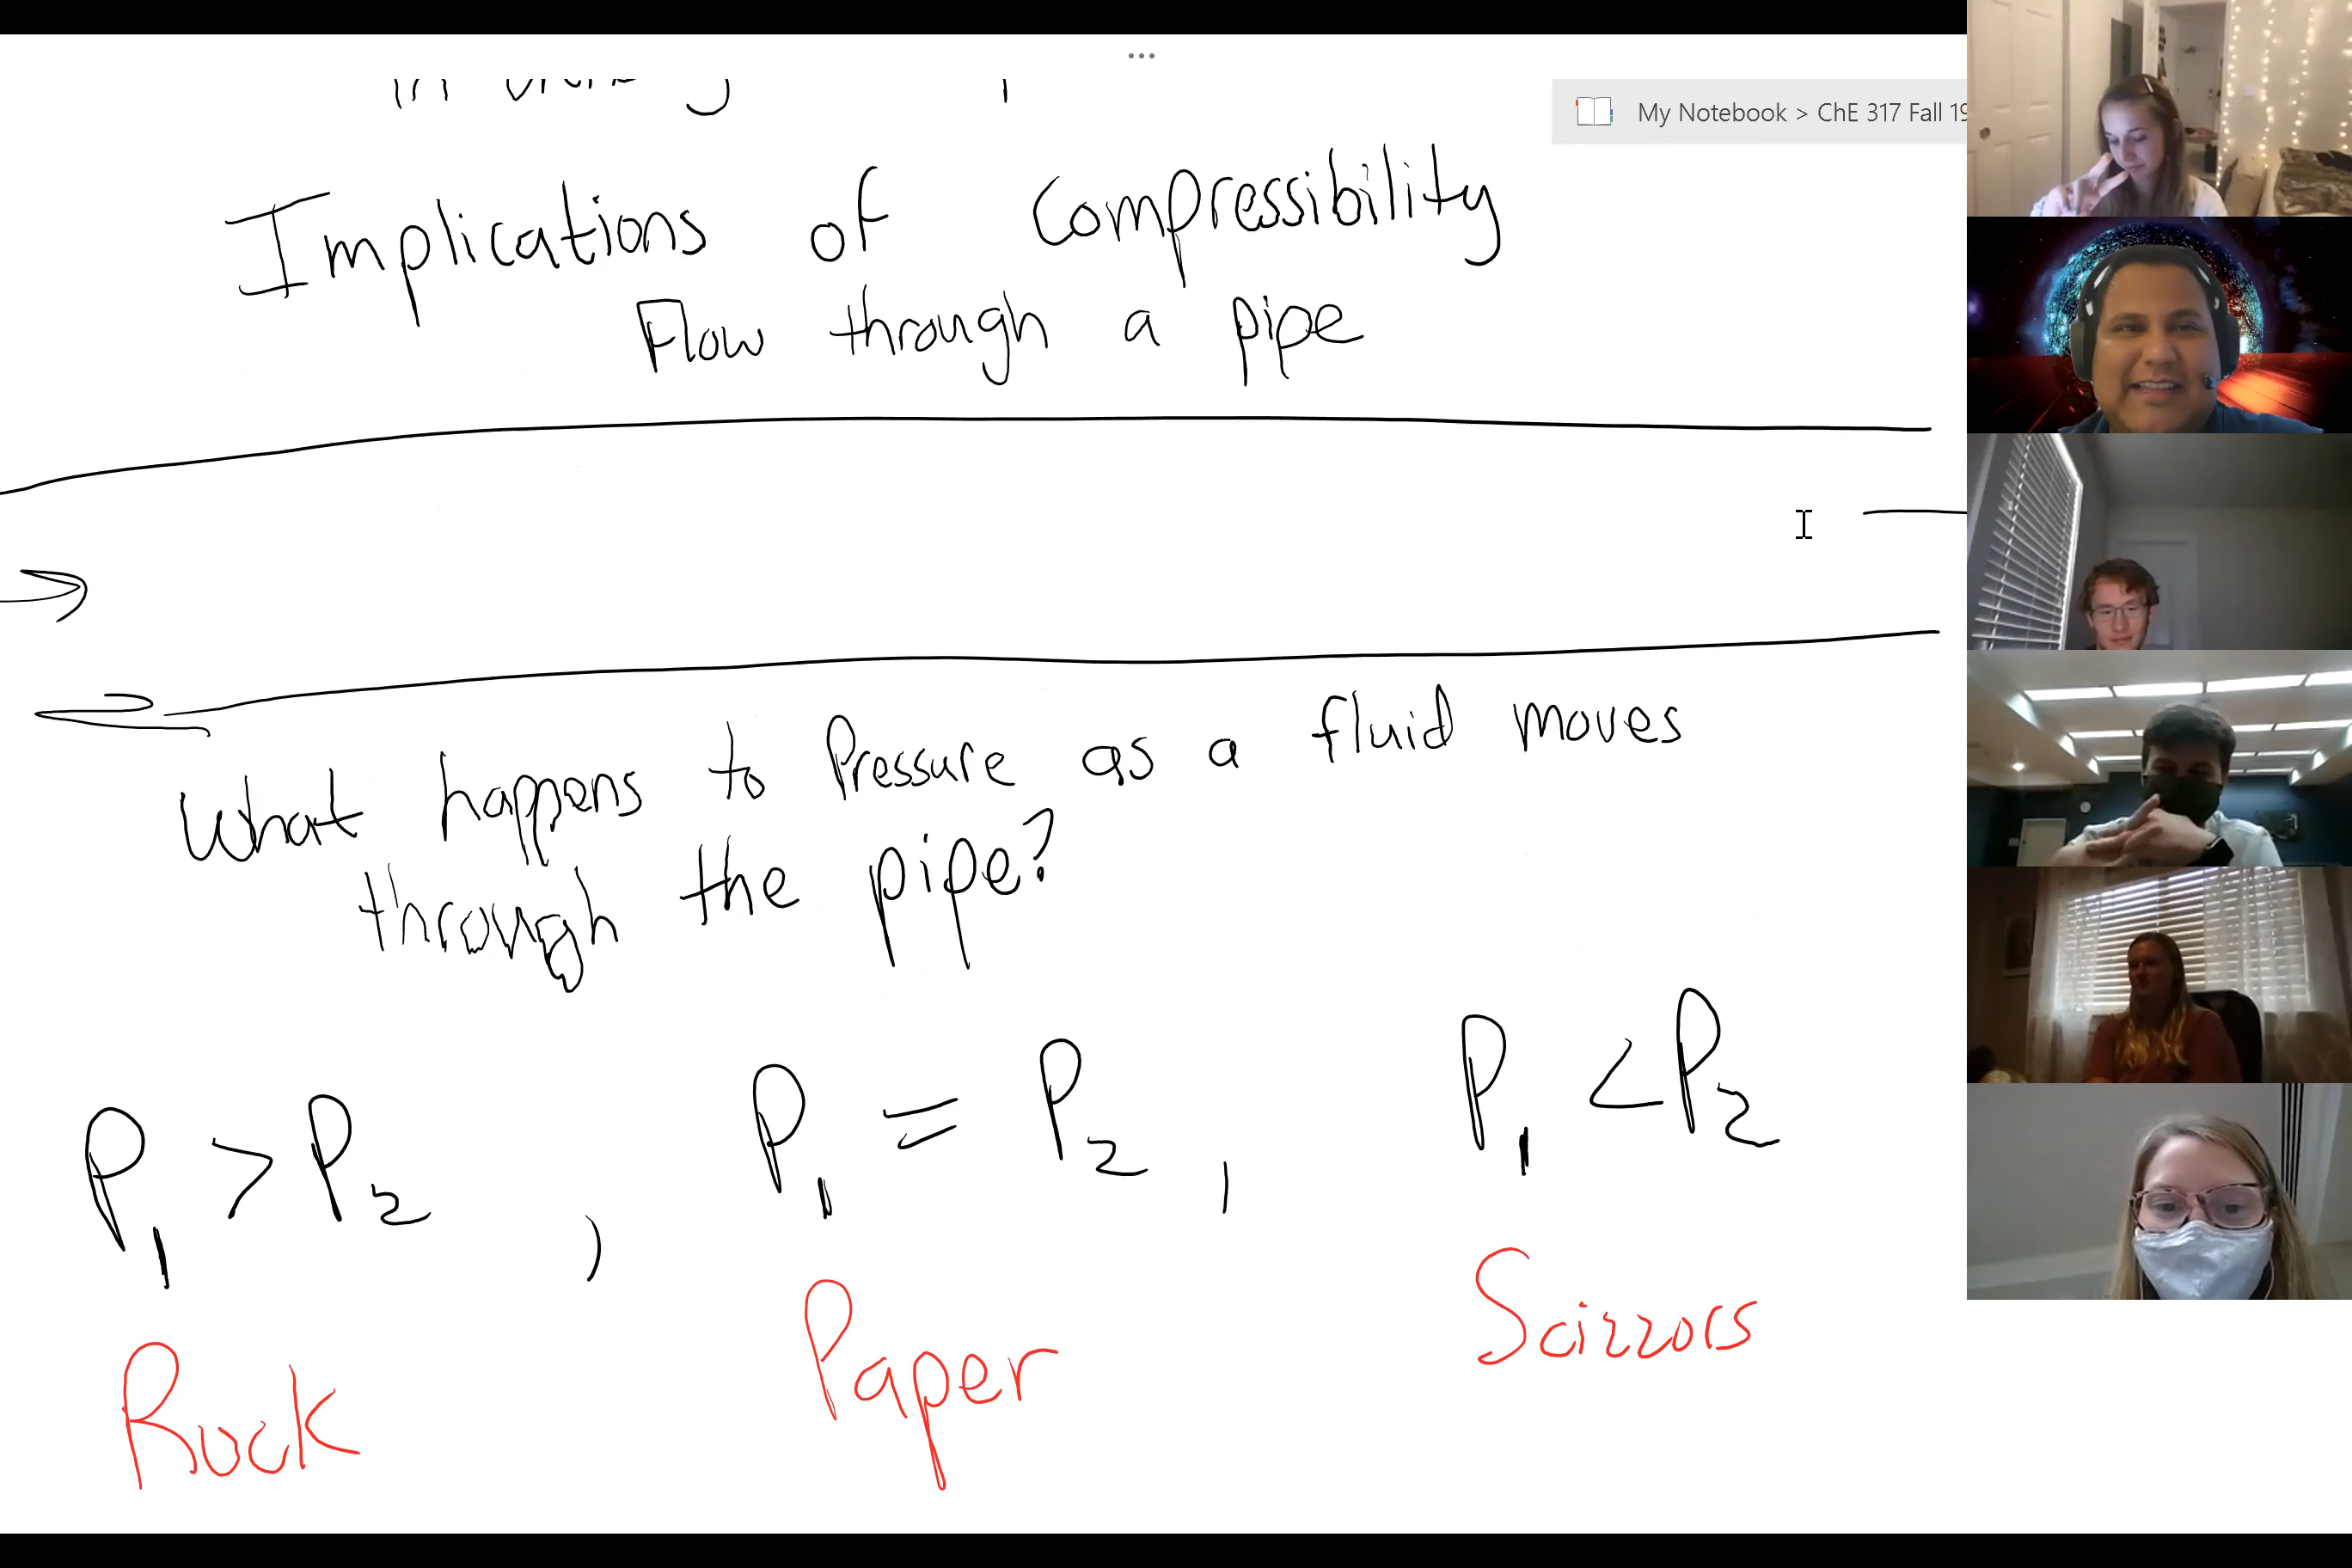 My Notebook > ChE 317 Fall 19
Implications of Compressibility
Flow through a pipe
What happens to Pressure as a fluid moves
through the pipe?
P1 > P2 , P1 = P2 , P1 < P2
Rock Paper Scizzors